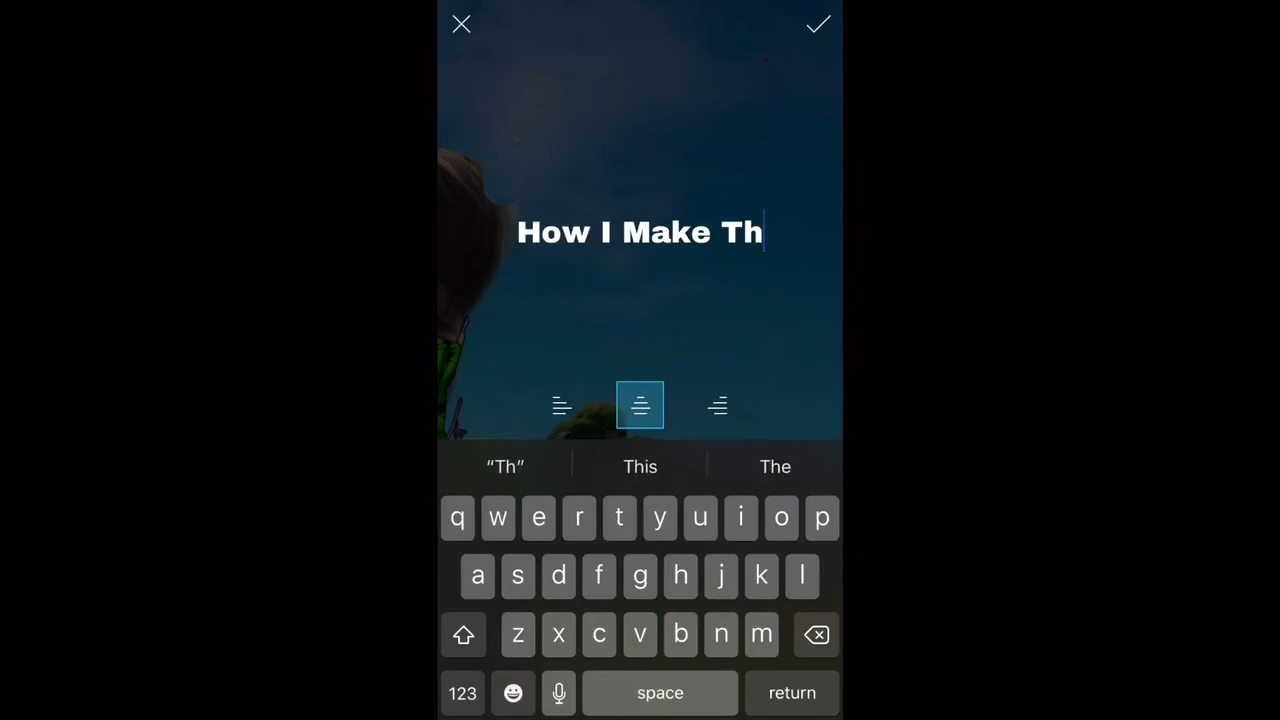 How I Make Th
“Th” This The
q w e r t y u i o p
a s d f g h j k l
z x c v b n m
123 space return